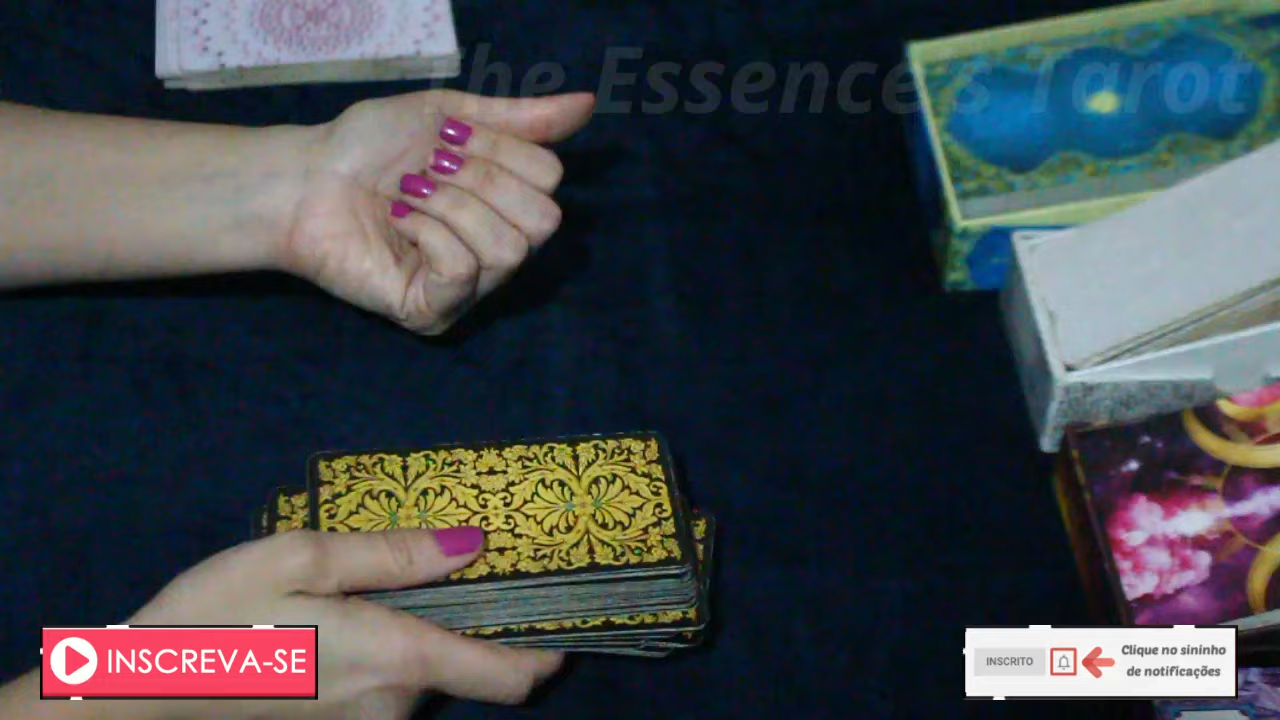 The Essence's Tarot
INSCREVA-SE
INSCRITO
Clique no sininho
de notificações